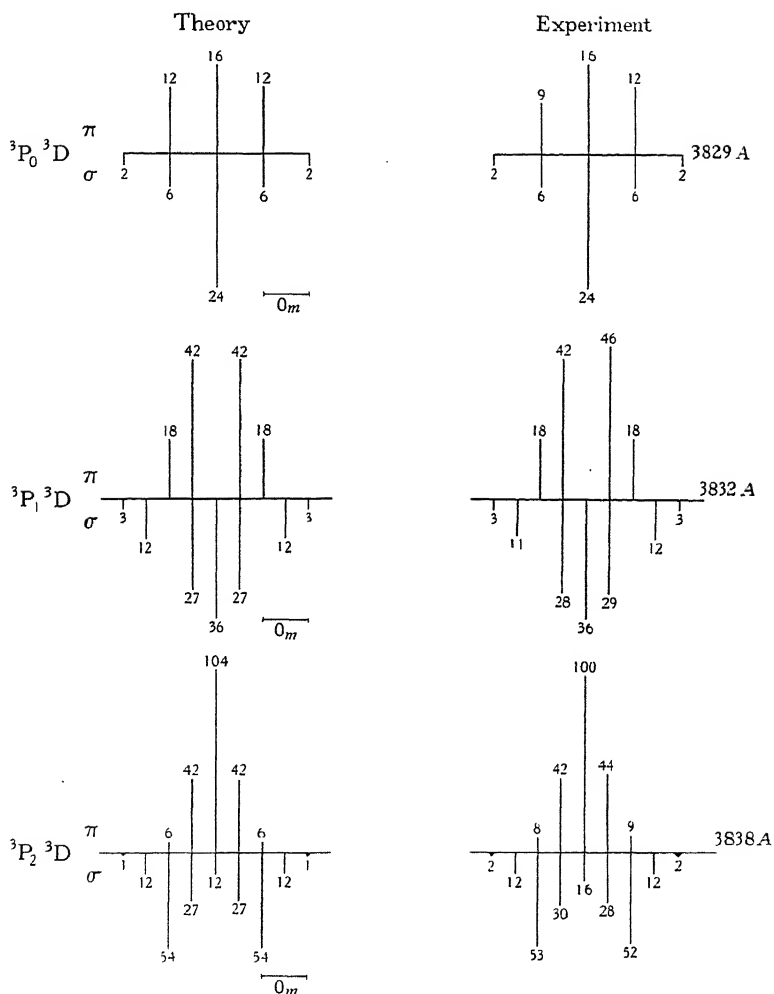 Theory Experiment
16 16
12 12 9 12
³P₀ ³D π 3829 A
σ 2 6 6 2 2 6 6 2
24 24
0m
42 42 42 46
18 18 18 18
³P₁ ³D π 3832 A
σ 3 12 12 3 3 11 12 3
27 27 28 29
36 36
0m
104 100
42 42 42 44
6 6 8 9
³P₂ ³D π 3838 A
σ 1 12 12 12 1 2 12 16 12 2
27 27 30 28
54 54 53 52
0m